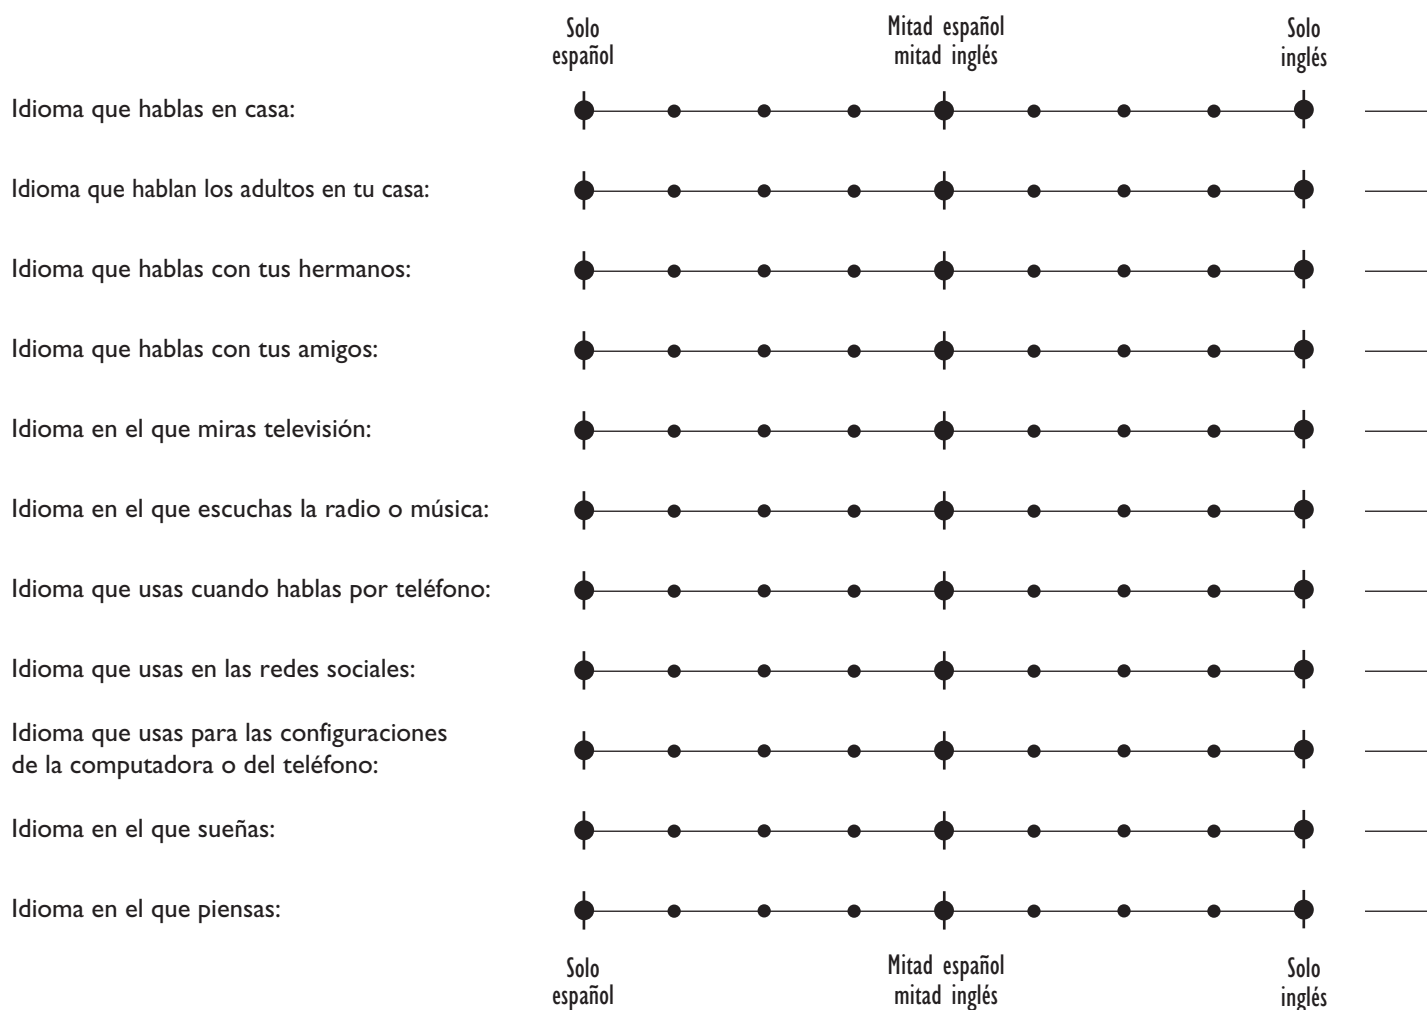 Solo
español
Mitad español
mitad inglés
Solo
inglés
Idioma que hablas en casa:
Idioma que hablan los adultos en tu casa:
Idioma que hablas con tus hermanos:
Idioma que hablas con tus amigos:
Idioma en el que miras televisión:
Idioma en el que escuchas la radio o música:
Idioma que usas cuando hablas por teléfono:
Idioma que usas en las redes sociales:
Idioma que usas para las configuraciones
de la computadora o del teléfono:
Idioma en el que sueñas:
Idioma en el que piensas:
Solo
español
Mitad español
mitad inglés
Solo
inglés